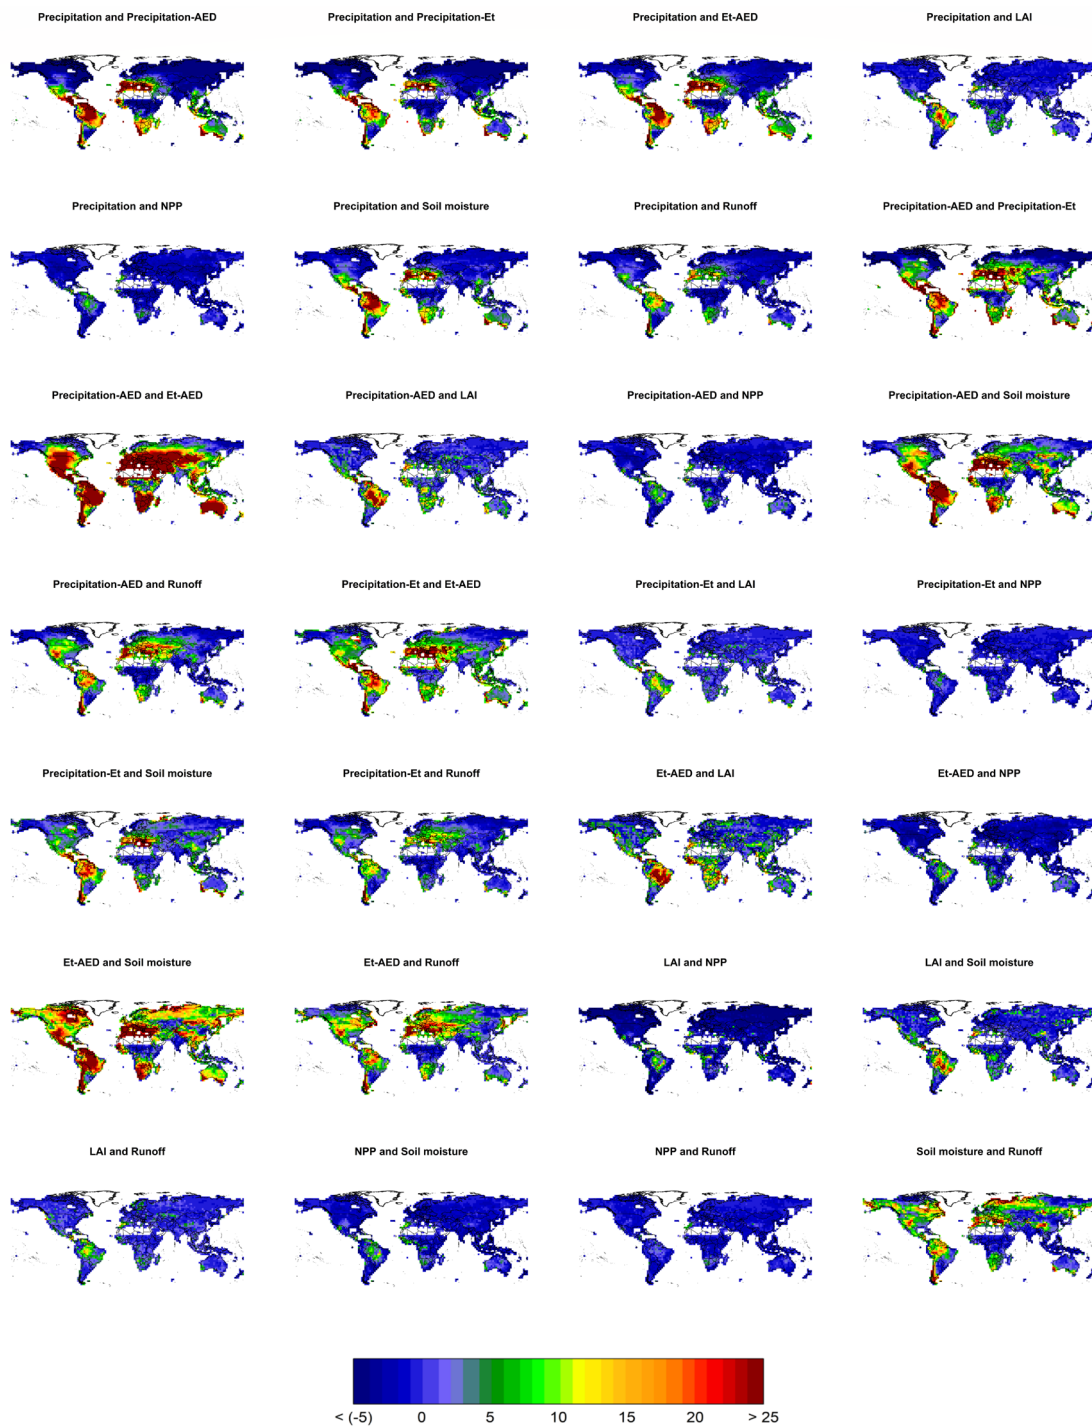 Precipitation and Precipitation-AED
Precipitation and Precipitation-Et
Precipitation and Et-AED
Precipitation and LAI
Precipitation and NPP
Precipitation and Soil moisture
Precipitation and Runoff
Precipitation-AED and Precipitation-Et
Precipitation-AED and Et-AED
Precipitation-AED and LAI
Precipitation-AED and NPP
Precipitation-AED and Soil moisture
Precipitation-AED and Runoff
Precipitation-Et and Et-AED
Precipitation-Et and LAI
Precipitation-Et and NPP
Precipitation-Et and Soil moisture
Precipitation-Et and Runoff
Et-AED and LAI
Et-AED and NPP
Et-AED and Soil moisture
Et-AED and Runoff
LAI and NPP
LAI and Soil moisture
LAI and Runoff
NPP and Soil moisture
NPP and Runoff
Soil moisture and Runoff
< (-5) 0 5 10 15 20 > 25